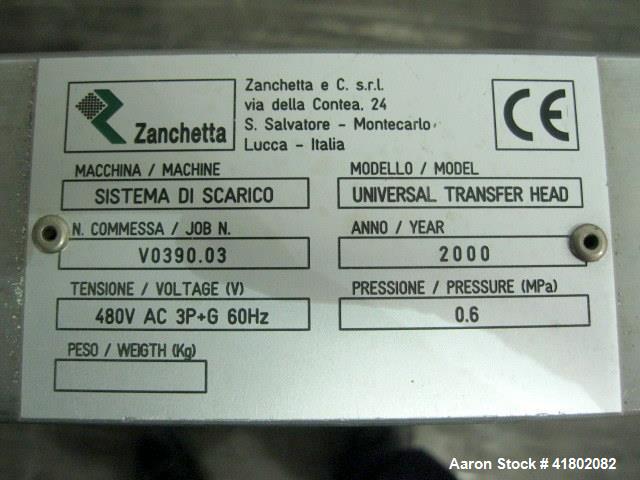 Zanchetta
Zanchetta e C. s.r.l.
via della Contea, 24
S. Salvatore - Montecarlo
Lucca - Italia
CE
MACCHINA / MACHINE
SISTEMA DI SCARICO
MODELLO / MODEL
UNIVERSAL TRANSFER HEAD
N. COMMESSA / JOB N.
V0390.03
ANNO / YEAR
2000
TENSIONE / VOLTAGE (V)
480V AC 3P+G 60Hz
PRESSIONE / PRESSURE (MPa)
0.6
PESO / WEIGTH (Kg)
Aaron Stock # 41802082